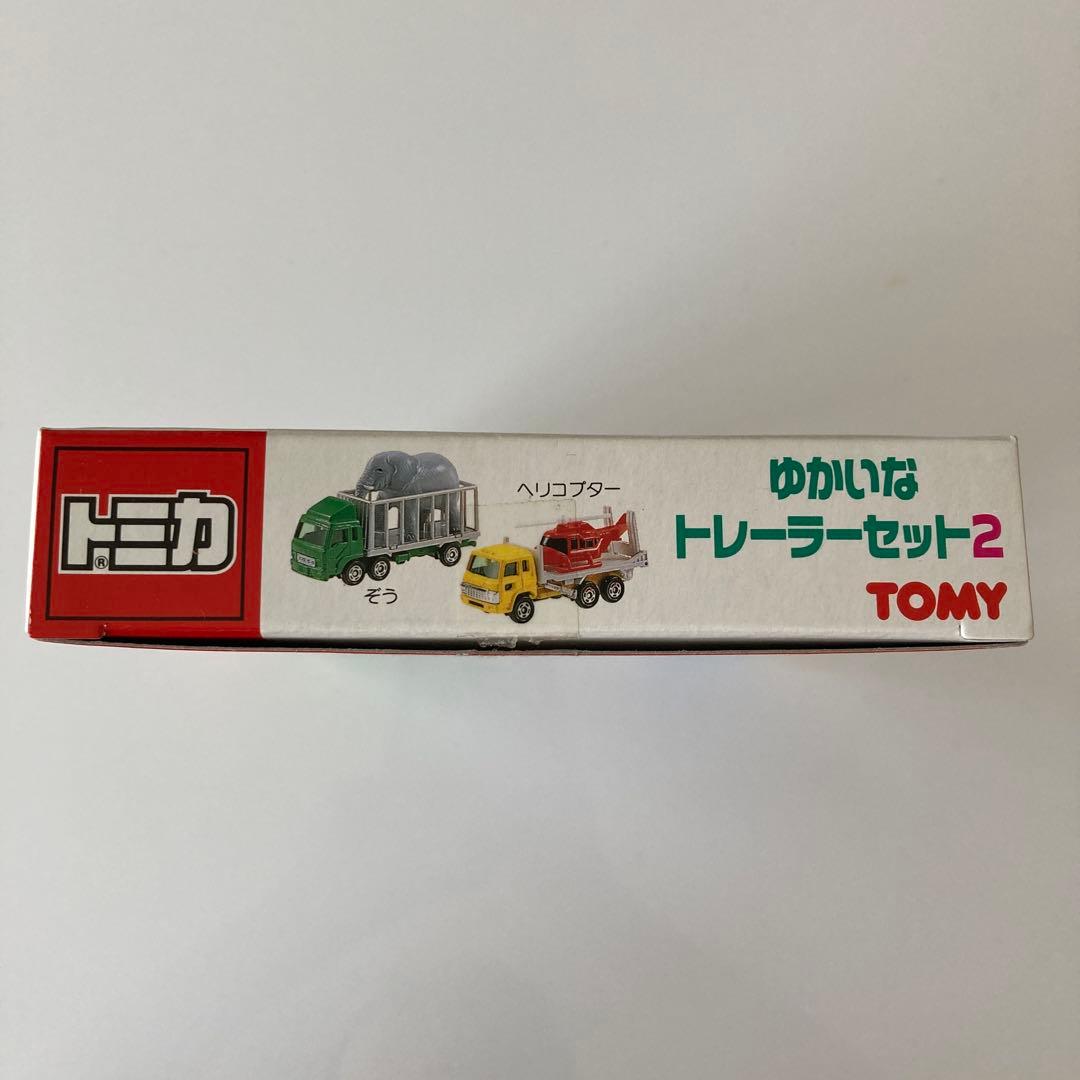 トミカ®
ヘリコプター
ぞう
ゆかいな
トレーラーセット2
TOMY